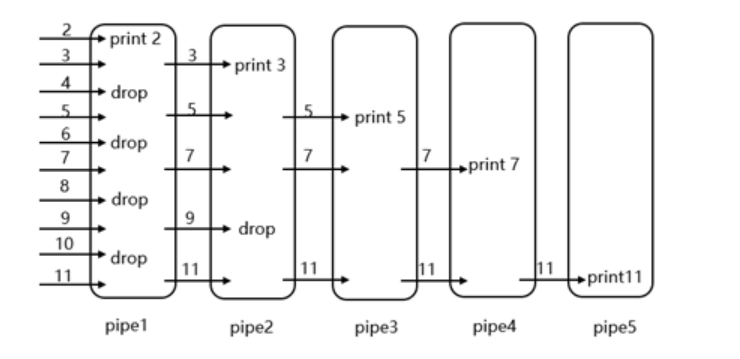 2 print 2
3 3 print 3
4 drop
5 5 5 print 5
6 drop
7 7 7 7 print 7
8 drop
9 9 drop
10 drop
11 11 11 11 11 print11
pipe1 pipe2 pipe3 pipe4 pipe5